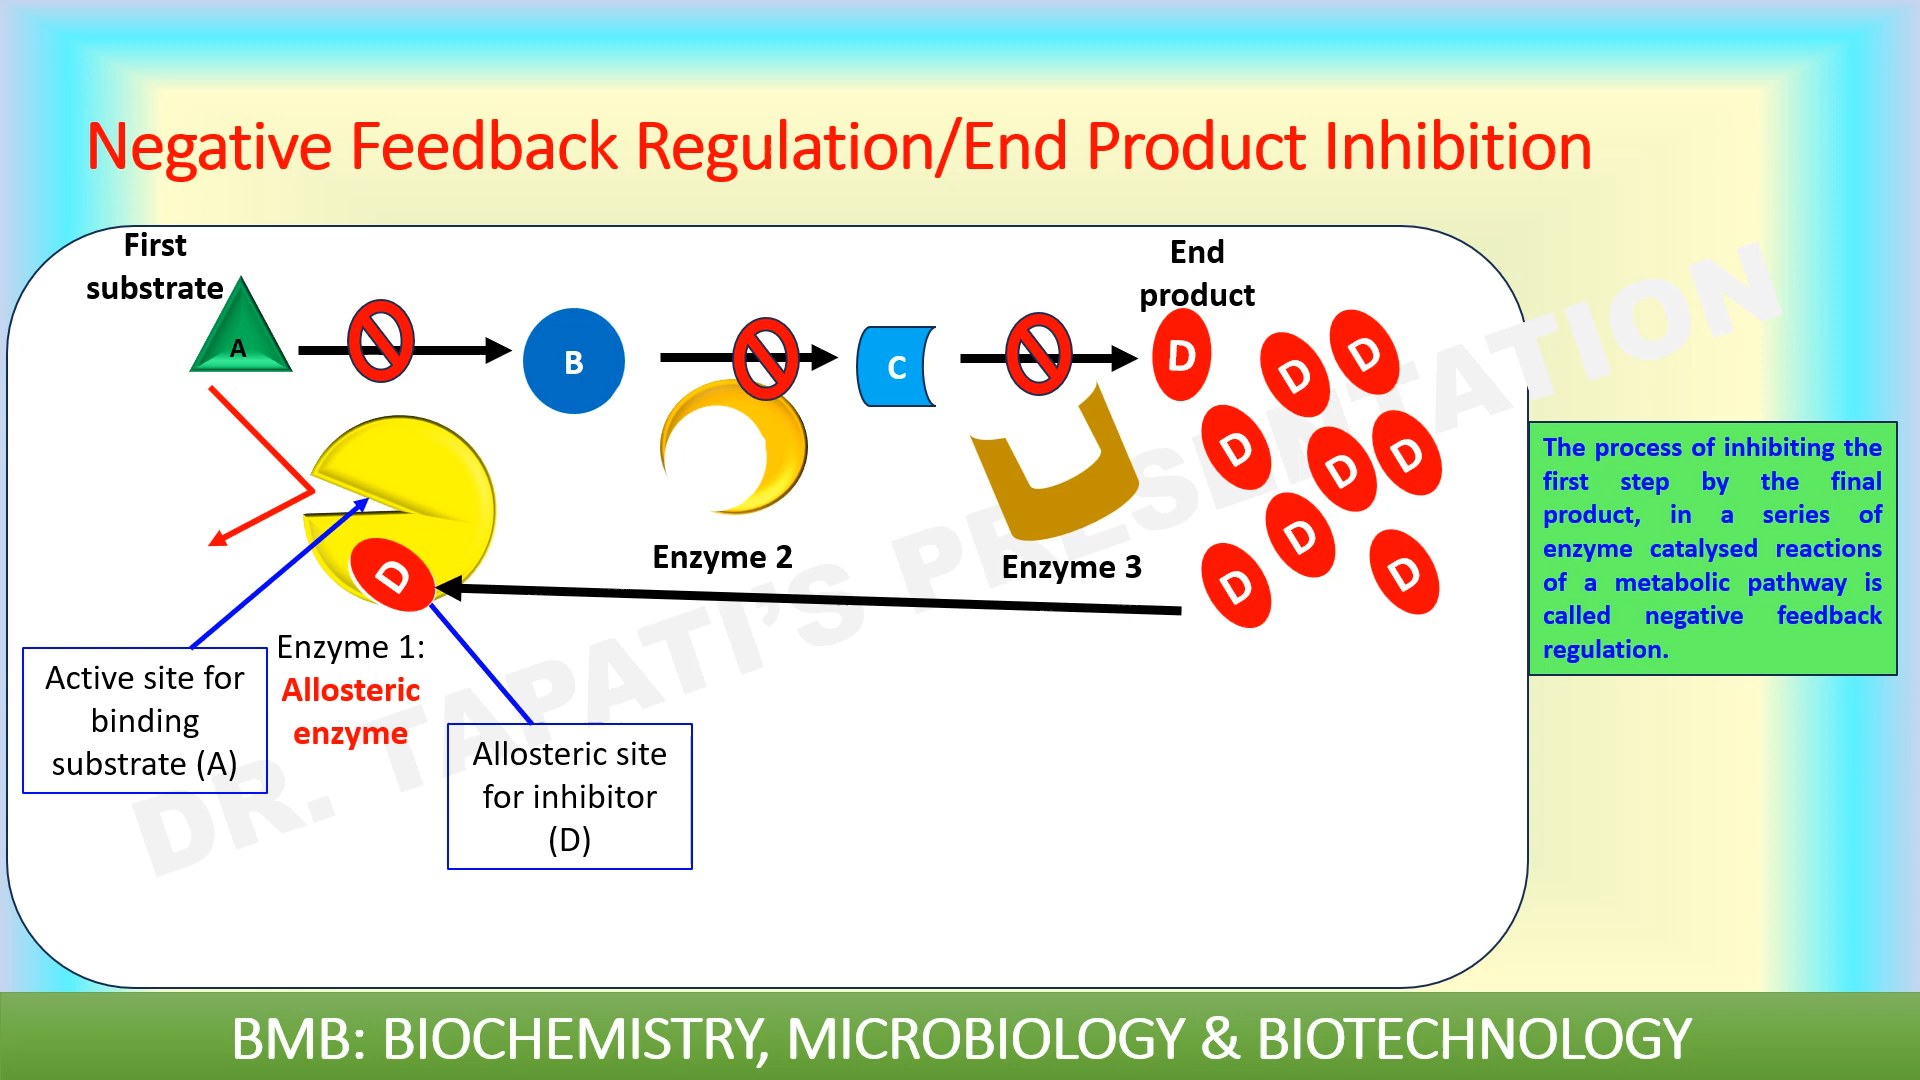 Negative Feedback Regulation/End Product Inhibition
First
substrate
A
B
C
End
product
D
D
D
D
D
D
D
D
D
D
Enzyme 2
Enzyme 3
Enzyme 1:
Allosteric
enzyme
Active site for
binding
substrate (A)
Allosteric site
for inhibitor
(D)
The process of inhibiting the
first step by the final
product, in a series of
enzyme catalysed reactions
of a metabolic pathway is
called negative feedback
regulation.
DR. TAPATI'S PRESENTATION
BMB: BIOCHEMISTRY, MICROBIOLOGY & BIOTECHNOLOGY